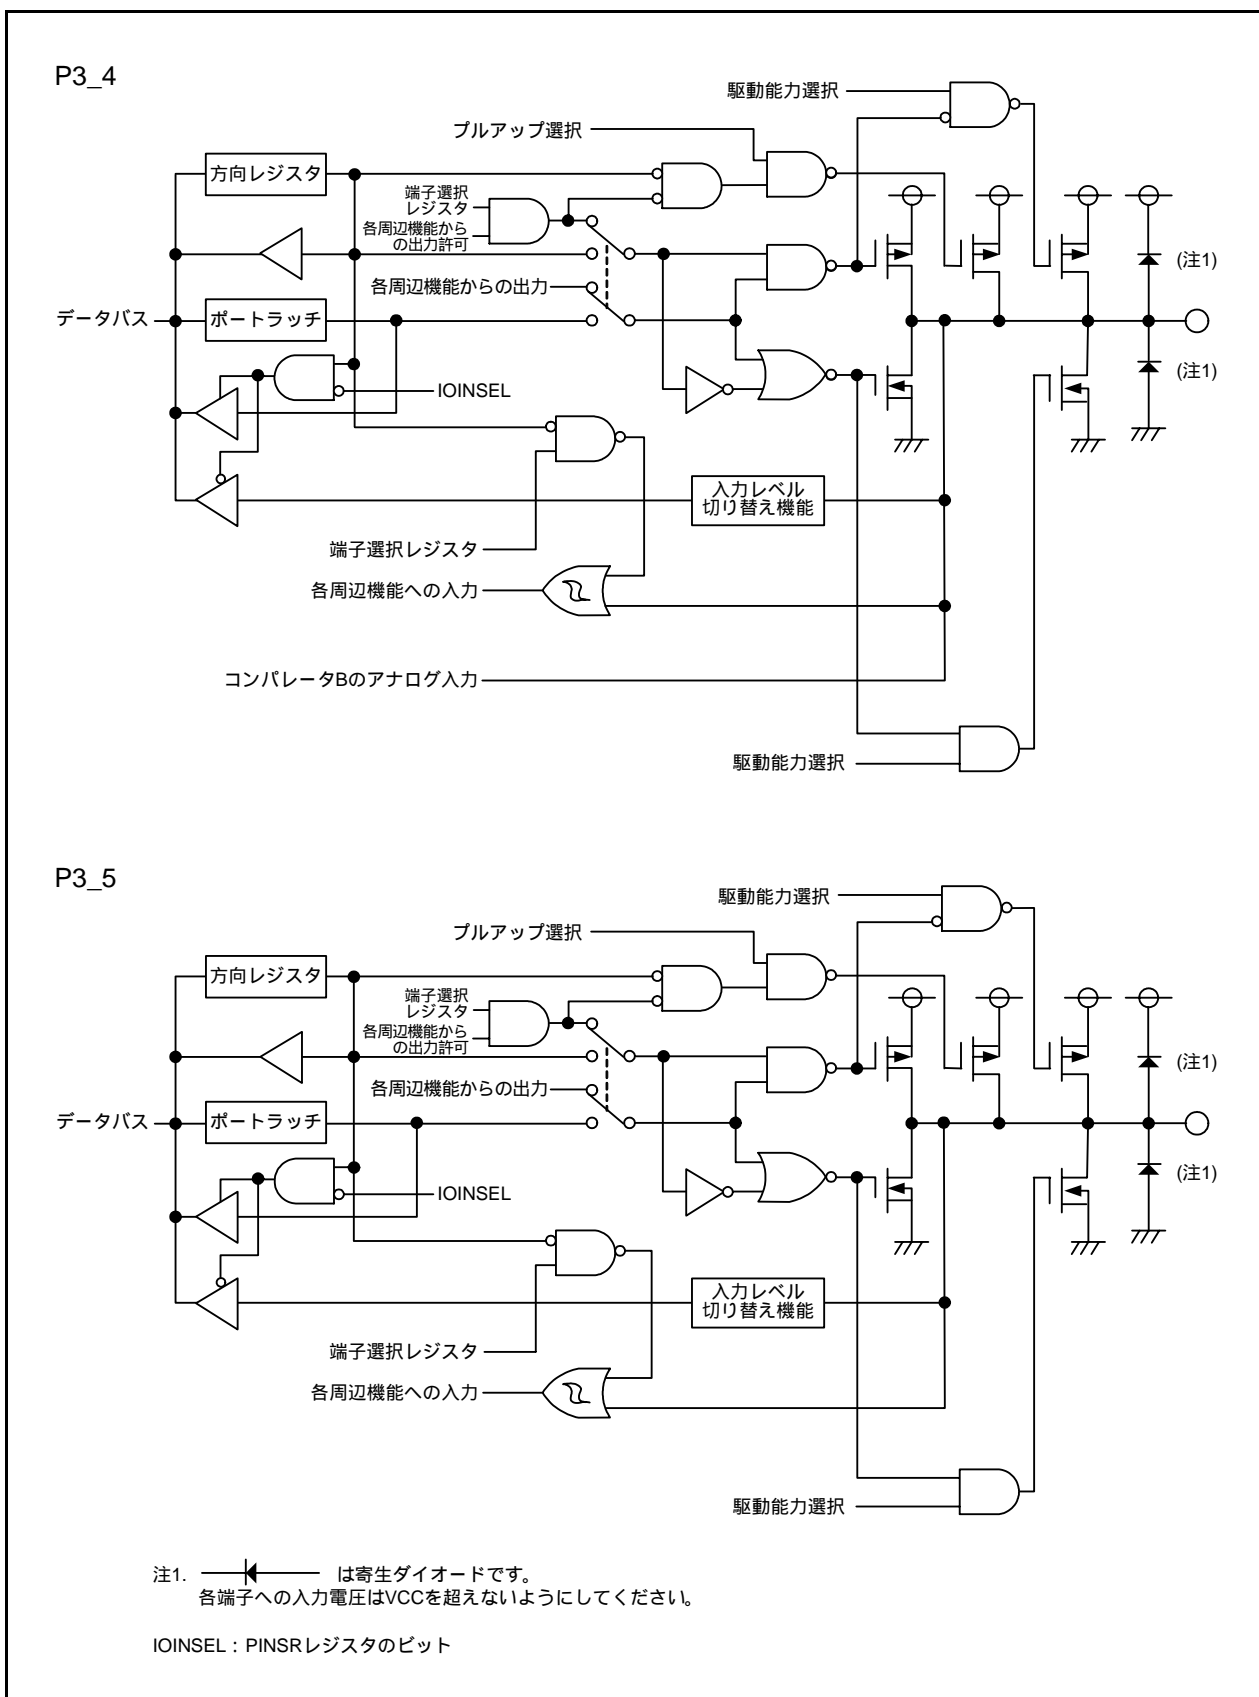 P3_4
駆動能力選択
プルアップ選択
方向レジスタ
端子選択
レジスタ
各周辺機能から
の出力許可
(注1)
各周辺機能からの出力
データバス
ポートラッチ
(注1)
IOINSEL
入力レベル
切り替え機能
端子選択レジスタ
各周辺機能への入力
コンパレータBのアナログ入力
駆動能力選択
P3_5
駆動能力選択
プルアップ選択
方向レジスタ
端子選択
レジスタ
各周辺機能から
の出力許可
(注1)
各周辺機能からの出力
データバス
ポートラッチ
(注1)
IOINSEL
入力レベル
切り替え機能
端子選択レジスタ
各周辺機能への入力
駆動能力選択
注1. は寄生ダイオードです。
各端子への入力電圧はVCCを超えないようにしてください。
IOINSEL：PINSRレジスタのビット